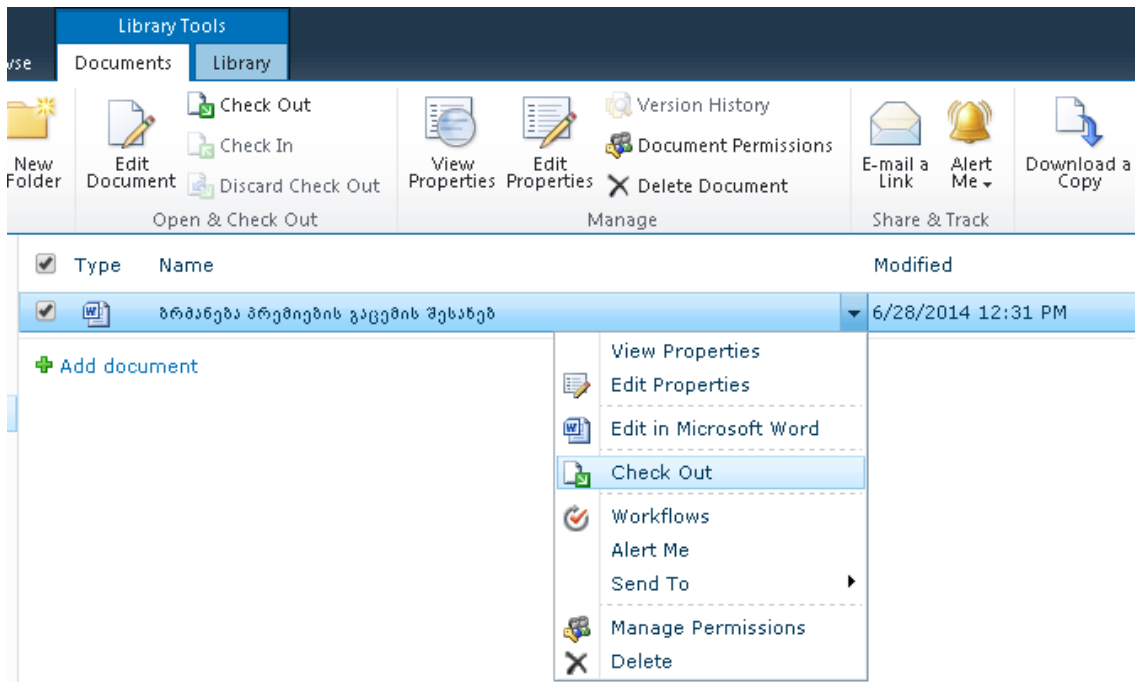 Library Tools
wse Documents Library
New Folder
Edit Document
Check Out
Check In
Discard Check Out
Open & Check Out
View Properties
Edit Properties
Version History
Document Permissions
Delete Document
Manage
E-mail a Link
Alert Me
Share & Track
Download a Copy
Type Name Modified
ბრძანება პრემიების გაცემის შესახებ 6/28/2014 12:31 PM
Add document
View Properties
Edit Properties
Edit in Microsoft Word
Check Out
Workflows
Alert Me
Send To
Manage Permissions
Delete